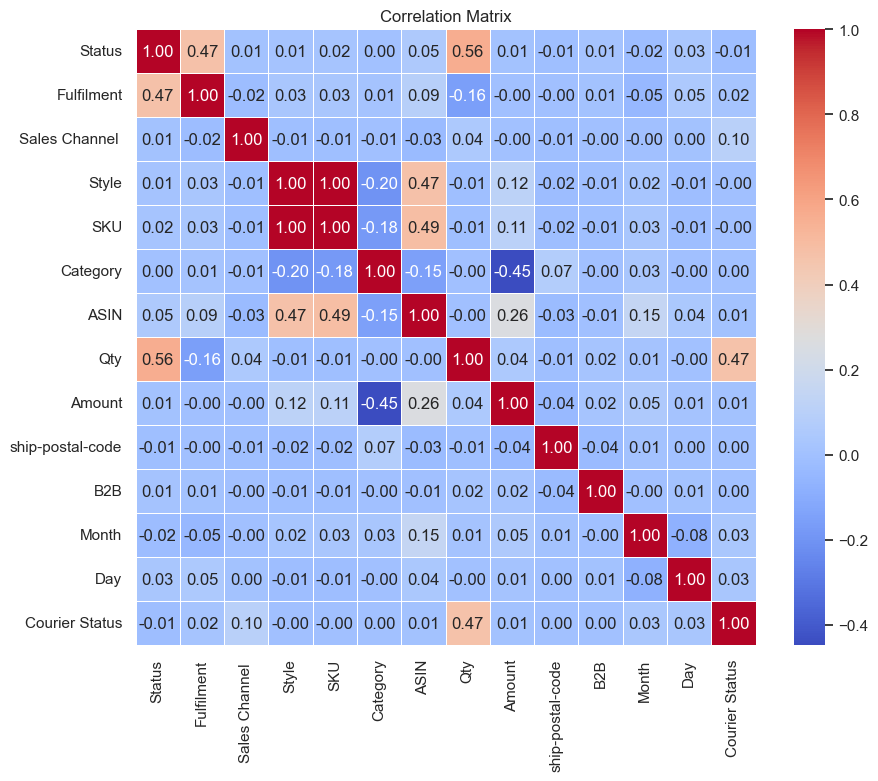 Correlation Matrix
Status 1.00 0.47 0.01 0.01 0.02 0.00 0.05 0.56 0.01 -0.01 0.01 -0.02 0.03 -0.01
Fulfilment 0.47 1.00 -0.02 0.03 0.03 0.01 0.09 -0.16 -0.00 -0.00 0.01 -0.05 0.05 0.02
Sales Channel 0.01 -0.02 1.00 -0.01 -0.01 -0.01 -0.03 0.04 -0.00 -0.01 -0.00 -0.00 0.00 0.10
Style 0.01 0.03 -0.01 1.00 1.00 -0.20 0.47 -0.01 0.12 -0.02 -0.01 0.02 -0.01 -0.00
SKU 0.02 0.03 -0.01 1.00 1.00 -0.18 0.49 -0.01 0.11 -0.02 -0.01 0.03 -0.01 -0.00
Category 0.00 0.01 -0.01 -0.20 -0.18 1.00 -0.15 -0.00 -0.45 0.07 -0.00 0.03 -0.00 0.00
ASIN 0.05 0.09 -0.03 0.47 0.49 -0.15 1.00 -0.00 0.26 -0.03 -0.01 0.15 0.04 0.01
Qty 0.56 -0.16 0.04 -0.01 -0.01 -0.00 -0.00 1.00 0.04 -0.01 0.02 0.01 -0.00 0.47
Amount 0.01 -0.00 -0.00 0.12 0.11 -0.45 0.26 0.04 1.00 -0.04 0.02 0.05 0.01 0.01
ship-postal-code -0.01 -0.00 -0.01 -0.02 -0.02 0.07 -0.03 -0.01 -0.04 1.00 -0.04 0.01 0.00 0.00
B2B 0.01 0.01 -0.00 -0.01 -0.01 -0.00 -0.01 0.02 0.02 -0.04 1.00 -0.00 0.01 0.00
Month -0.02 -0.05 -0.00 0.02 0.03 0.03 0.15 0.01 0.05 0.01 -0.00 1.00 -0.08 0.03
Day 0.03 0.05 0.00 -0.01 -0.01 -0.00 0.04 -0.00 0.01 0.00 0.01 -0.08 1.00 0.03
Courier Status -0.01 0.02 0.10 -0.00 -0.00 0.00 0.01 0.47 0.01 0.00 0.00 0.03 0.03 1.00
Status
Fulfilment
Sales Channel
Style
SKU
Category
ASIN
Qty
Amount
ship-postal-code
B2B
Month
Day
Courier Status
1.0
0.8
0.6
0.4
0.2
0.0
−0.2
−0.4